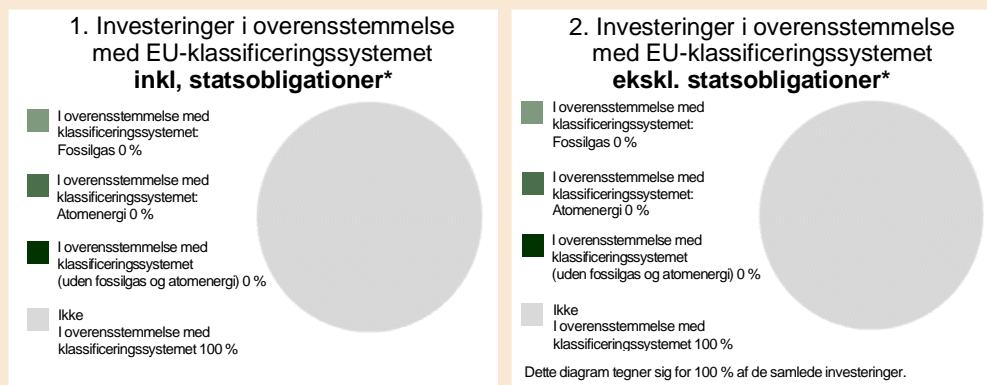 1. Investeringer i overensstemmelse
med EU-klassificeringssystemet
inkl, statsobligationer*
I overensstemmelse med
klassificeringssystemet:
Fossilgas 0 %
I overensstemmelse med
klassificeringssystemet:
Atomenergi 0 %
I overensstemmelse med
klassificeringssystemet
(uden fossilgas og atomenergi) 0 %
Ikke
I overensstemmelse med
klassificeringssystemet 100 %
2. Investeringer i overensstemmelse
med EU-klassificeringssystemet
ekskl. statsobligationer*
I overensstemmelse med
klassificeringssystemet:
Fossilgas 0 %
I overensstemmelse med
klassificeringssystemet:
Atomenergi 0 %
I overensstemmelse med
klassificeringssystemet
(uden fossilgas og atomenergi) 0 %
Ikke
I overensstemmelse med
klassificeringssystemet 100 %
Dette diagram tegner sig for 100 % af de samlede investeringer.